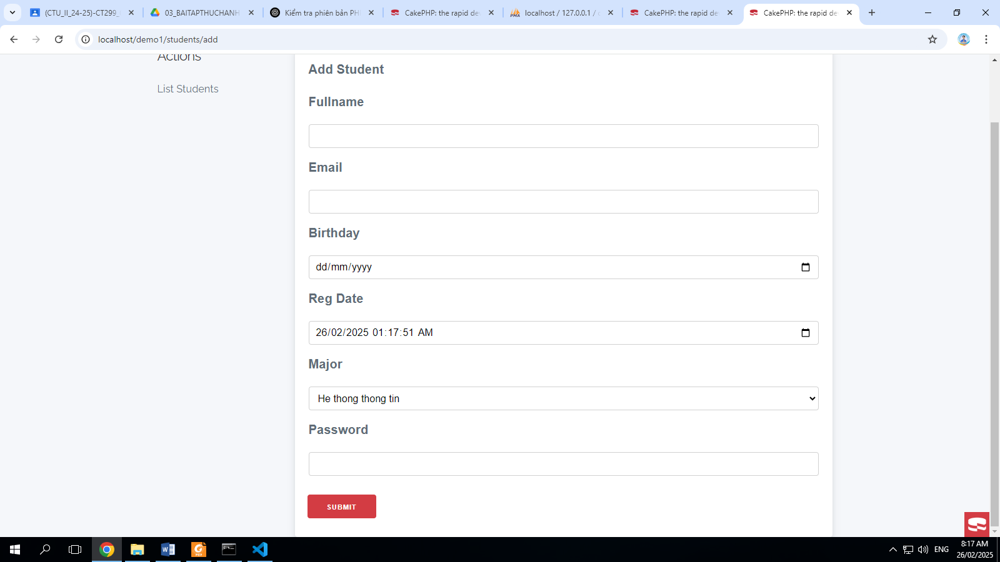 (CTU_II_24-25)-CT299_
03_BAITAPTHUCHANH
Kiểm tra phiên bản PH
CakePHP: the rapid de
localhost / 127.0.0.1 /
CakePHP: the rapid de
CakePHP: the rapid de
localhost/demo1/students/add
Actions
List Students
Add Student
Fullname
Email
Birthday
dd/mm/yyyy
Reg Date
26/02/2025 01:17:51 AM
Major
He thong thong tin
Password
SUBMIT
ENG
8:17 AM
26/02/2025